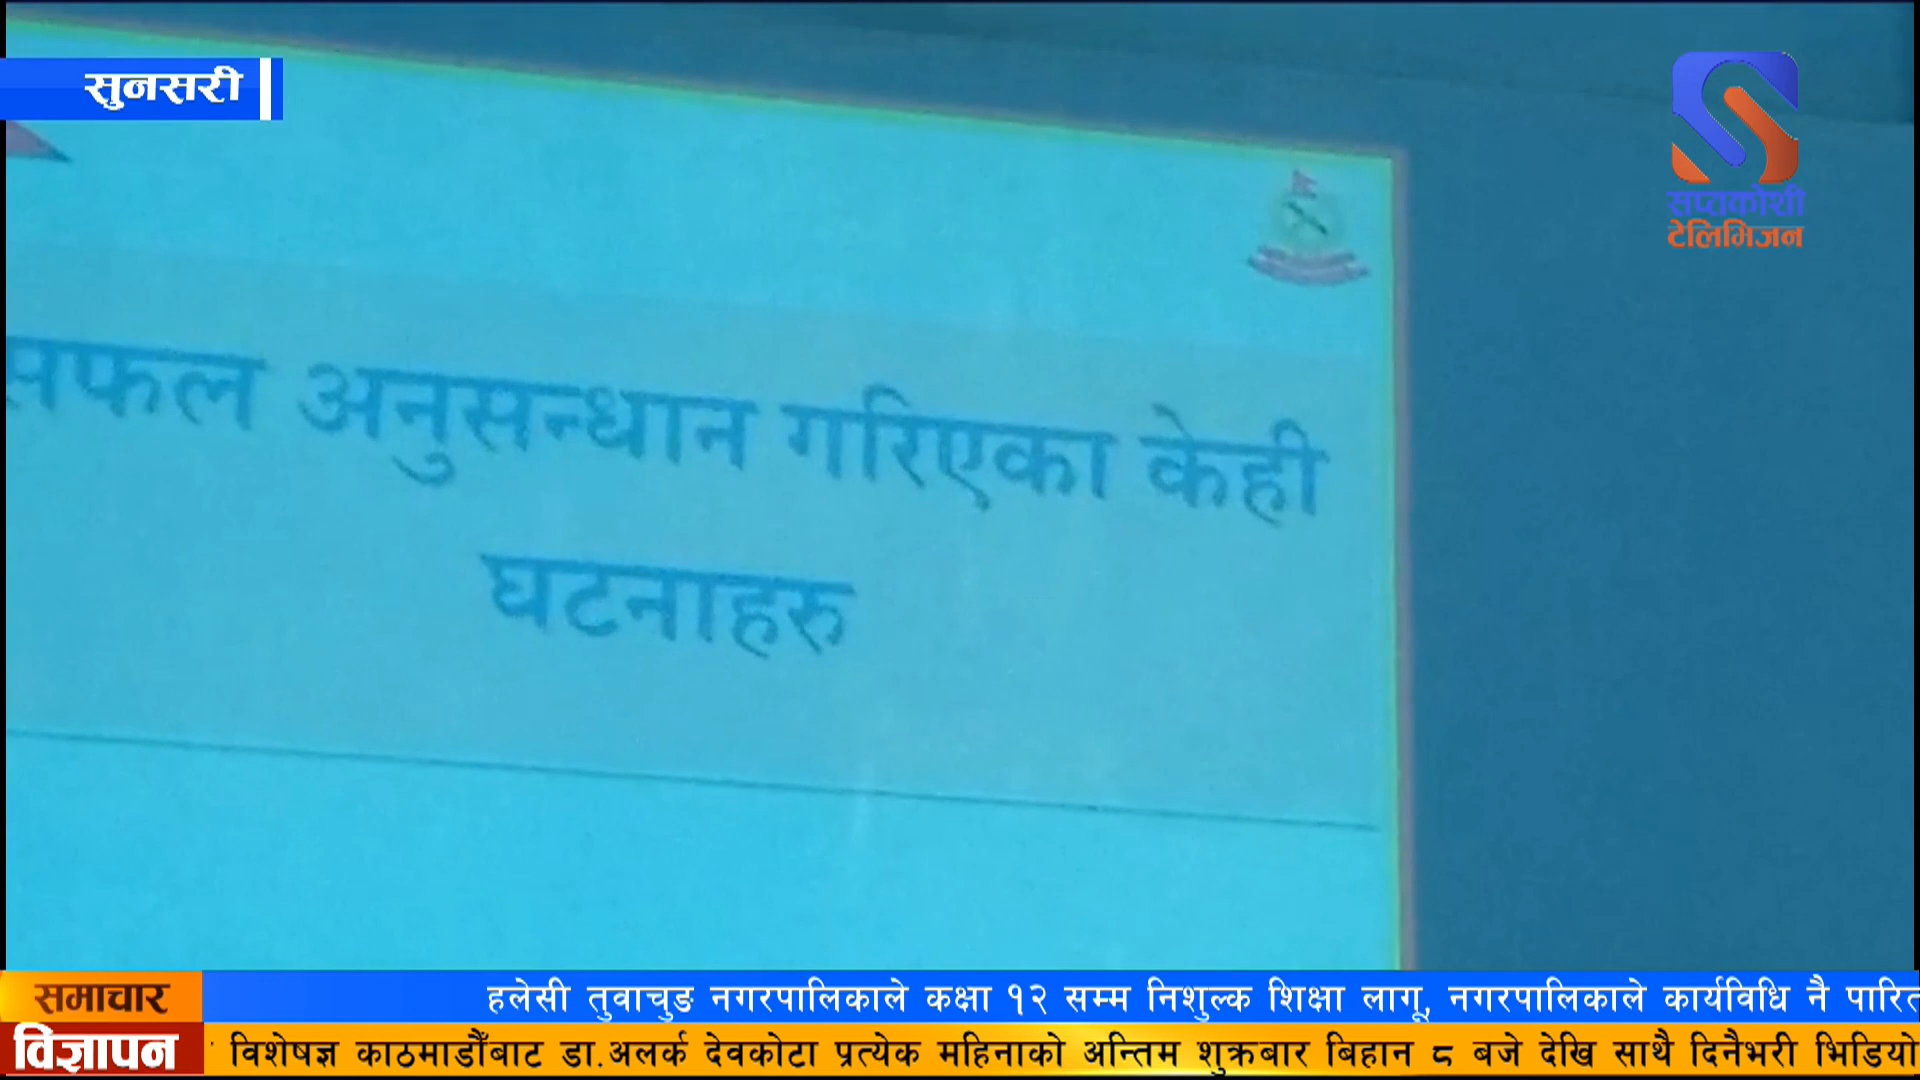 सुनसरी
सप्तकोशी
टेलिभिजन
सफल अनुसन्धान गरिएका केही
घटनाहरु
समाचार
हलेसी तुवाचुङ नगरपालिकाले कक्षा १२ सम्म निशुल्क शिक्षा लागू, नगरपालिकाले कार्यविधि नै पारित
विज्ञापन
विशेषज्ञ काठमाडौँबाट डा.अलर्क देवकोटा प्रत्येक महिनाको अन्तिम शुक्रबार बिहान ८ बजे देखि साथै दिनैभरी भिडियो